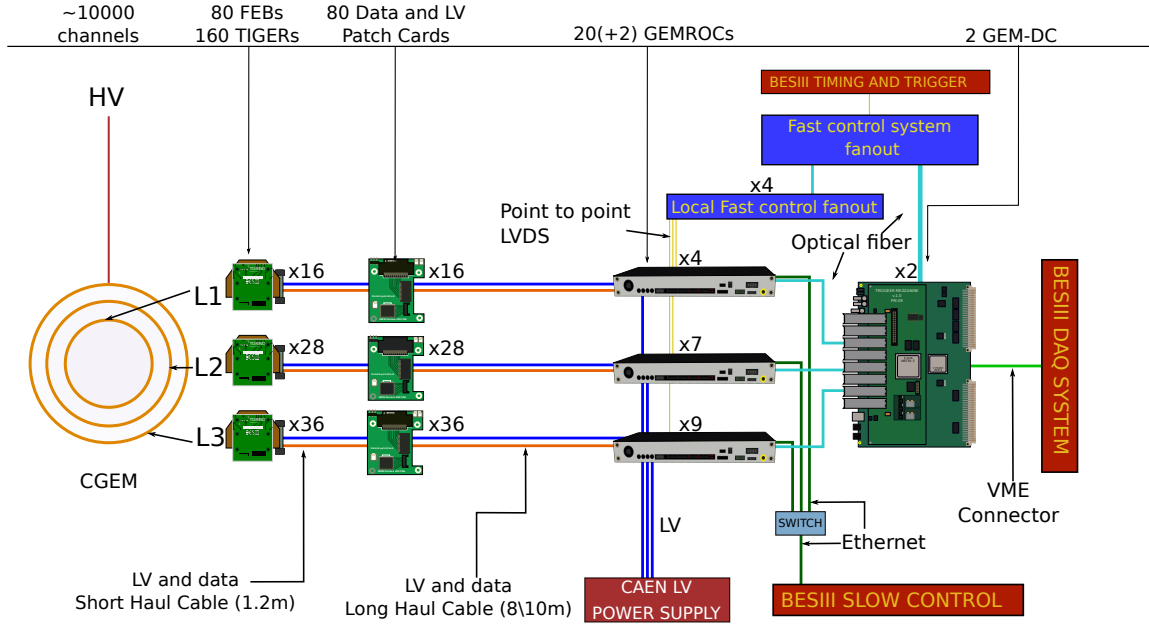 ~10000
channels
80 FEBs
160 TIGERs
80 Data and LV
Patch Cards
20(+2) GEMROCs
2 GEM-DC
HV
BESIII TIMING AND TRIGGER
Fast control system
fanout
x4
Local Fast control fanout
Point to point
LVDS
Optical fiber
x16
x16
x4
x2
L1
L2
L3
x28
x28
x7
x36
x36
x9
BESIII DAQ SYSTEM
CGEM
VME
Connector
SWITCH
Ethernet
LV
LV and data
Short Haul Cable (1.2m)
LV and data
Long Haul Cable (8\10m)
CAEN LV
POWER SUPPLY
BESIII SLOW CONTROL